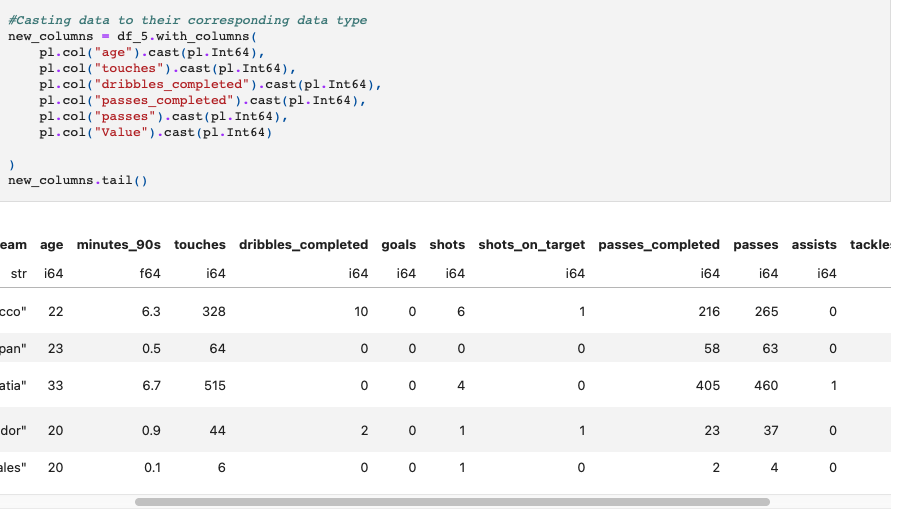 #Casting data to their corresponding data type
new_columns = df_5.with_columns(
pl.col("age").cast(pl.Int64),
pl.col("touches").cast(pl.Int64),
pl.col("dribbles_completed").cast(pl.Int64),
pl.col("passes_completed").cast(pl.Int64),
pl.col("passes").cast(pl.Int64),
pl.col("Value").cast(pl.Int64)
)
new_columns.tail()
eam age minutes_90s touches dribbles_completed goals shots shots_on_target passes_completed passes assists tackles
str i64 f64 i64 i64 i64 i64 i64 i64 i64 i64
cco" 22 6.3 328 10 0 6 1 216 265 0
pan" 23 0.5 64 0 0 0 0 58 63 0
atia" 33 6.7 515 0 0 4 0 405 460 1
dor" 20 0.9 44 2 0 1 1 23 37 0
ales" 20 0.1 6 0 0 1 0 2 4 0